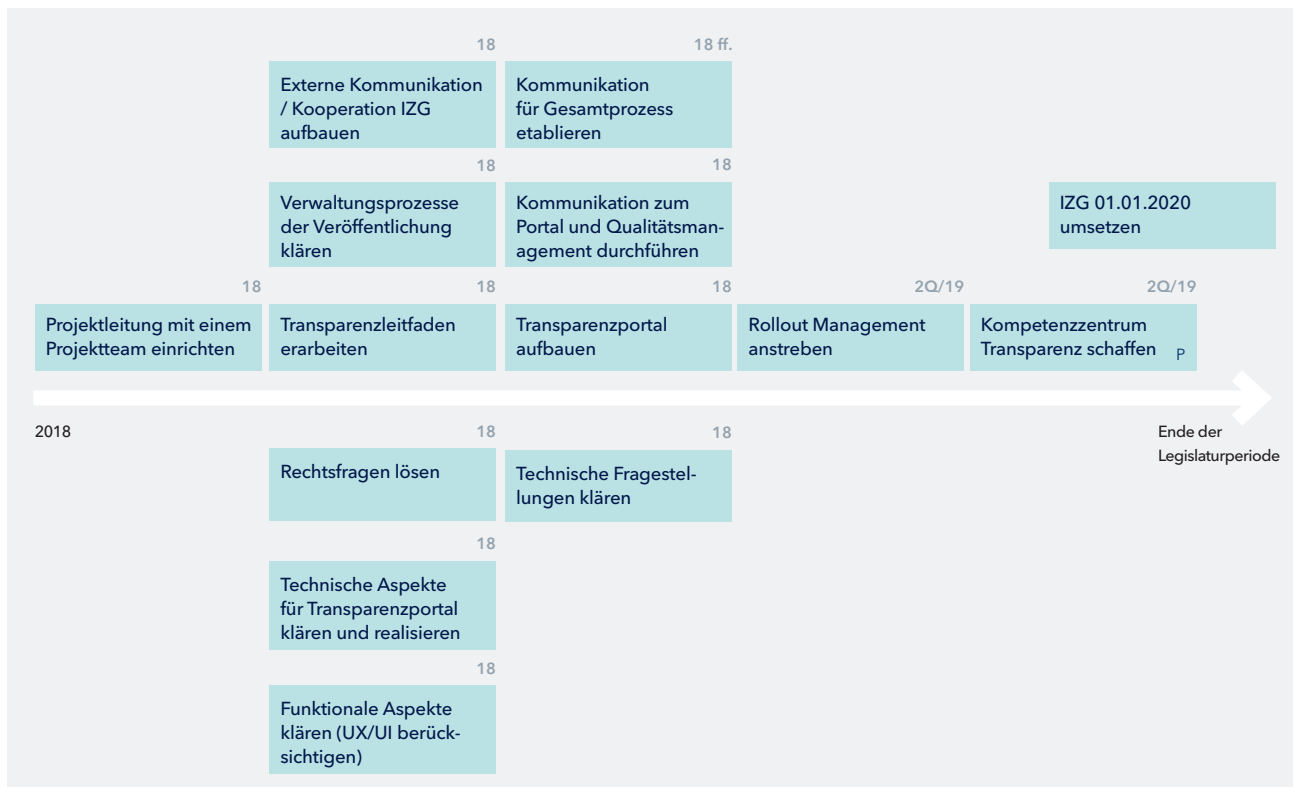 18
Externe Kommunikation
/ Kooperation IZG
aufbauen
18 ff.
Kommunikation
für Gesamtprozess
etablieren
18
Verwaltungsprozesse
der Veröffentlichung
klären
18
Kommunikation zum
Portal und Qualitätsman-
agement durchführen
IZG 01.01.2020
umsetzen
18
Projektleitung mit einem
Projektteam einrichten
18
Transparenzleitfaden
erarbeiten
18
Transparenzportal
aufbauen
2Q/19
Rollout Management
anstreben
2Q/19
Kompetenzzentrum
Transparenz schaffen P
2018
Ende der
Legislaturperiode
18
Rechtsfragen lösen
18
Technische Fragestel-
lungen klären
18
Technische Aspekte
für Transparenzportal
klären und realisieren
18
Funktionale Aspekte
klären (UX/UI berück-
sichtigen)